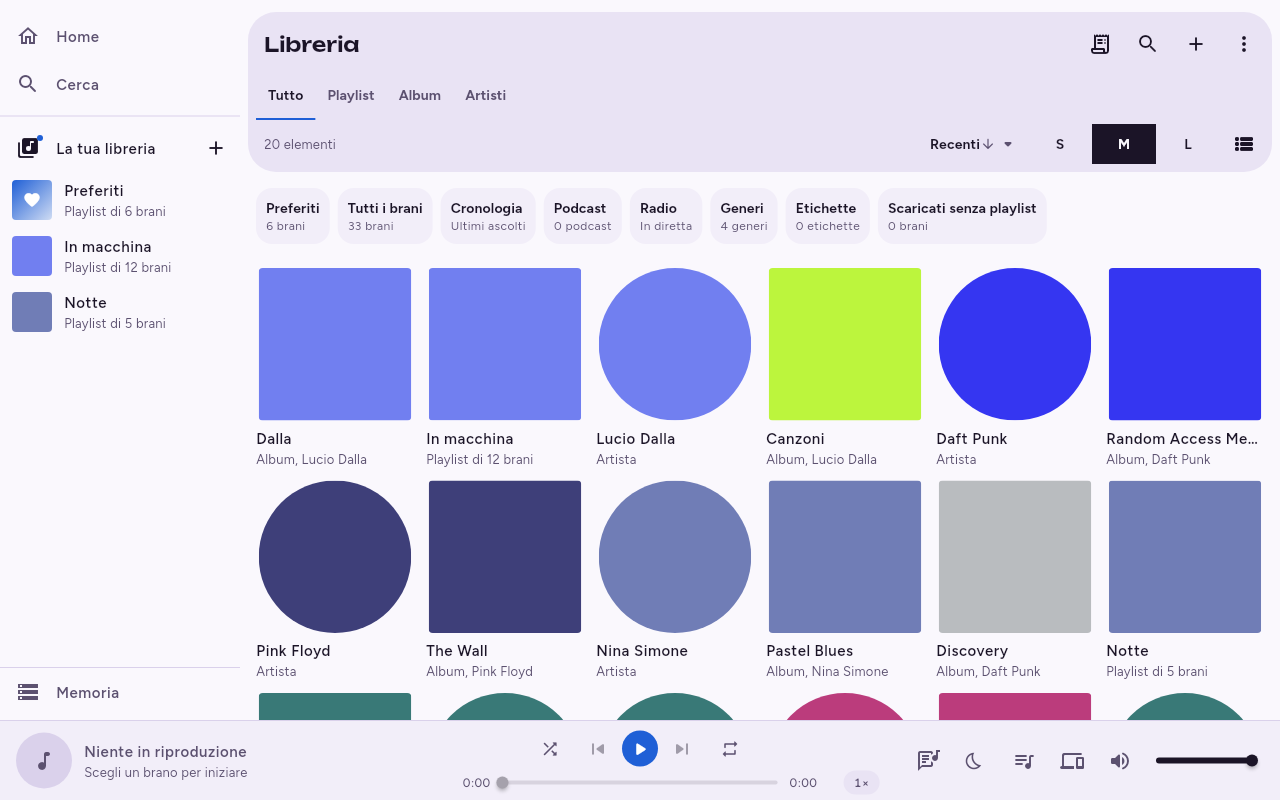 Home
Cerca
La tua libreria
Preferiti
Playlist di 6 brani
In macchina
Playlist di 12 brani
Notte
Playlist di 5 brani
Memoria
Libreria
Tutto Playlist Album Artisti
20 elementi
Recenti S M L
Preferiti
6 brani
Tutti i brani
33 brani
Cronologia
Ultimi ascolti
Podcast
0 podcast
Radio
In diretta
Generi
4 generi
Etichette
0 etichette
Scaricati senza playlist
0 brani
Dalla
Album, Lucio Dalla
In macchina
Playlist di 12 brani
Lucio Dalla
Artista
Canzoni
Album, Lucio Dalla
Daft Punk
Artista
Random Access Me...
Album, Daft Punk
Pink Floyd
Artista
The Wall
Album, Pink Floyd
Nina Simone
Artista
Pastel Blues
Album, Nina Simone
Discovery
Album, Daft Punk
Notte
Playlist di 5 brani
Niente in riproduzione
Scegli un brano per iniziare
0:00 0:00 1×